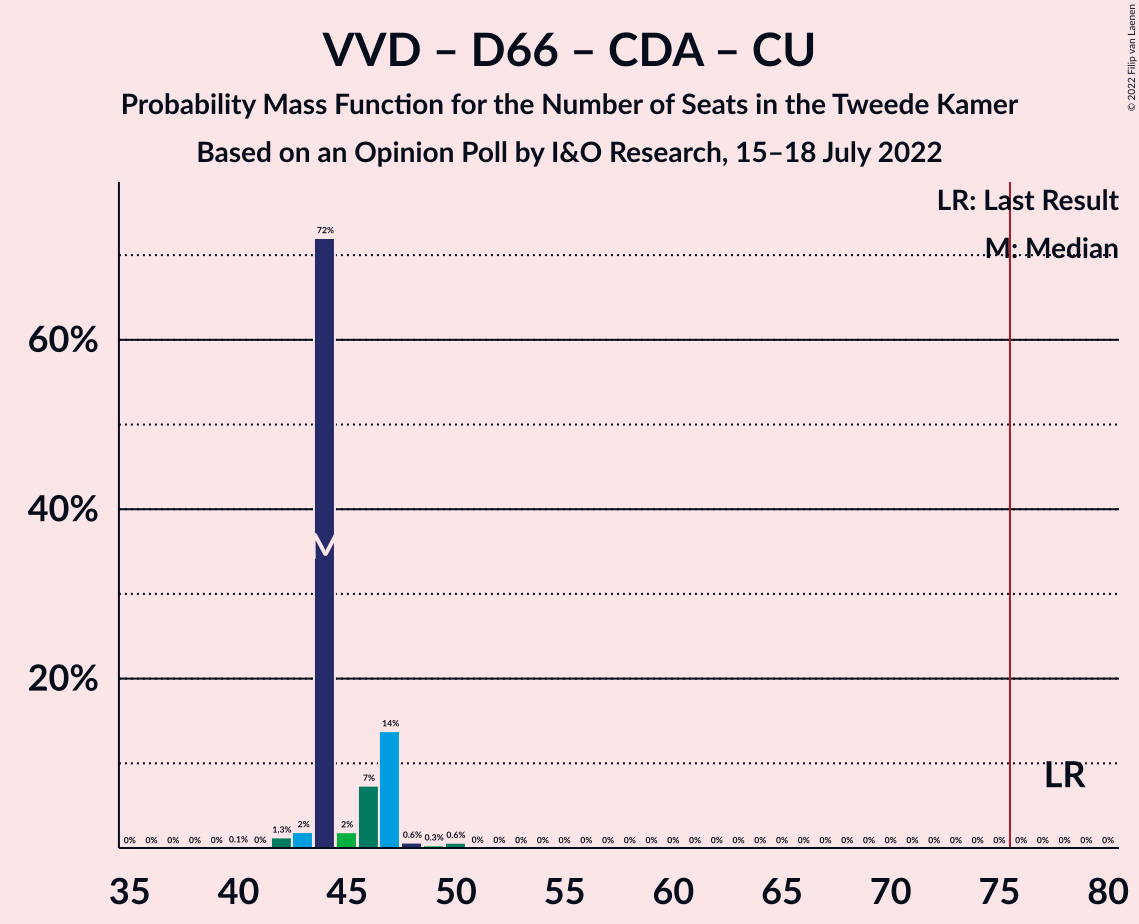 VVD – D66 – CDA – CU
Probability Mass Function for the Number of Seats in the Tweede Kamer
Based on an Opinion Poll by I&O Research, 15–18 July 2022
© 2022 Filip van Laenen
LR: Last Result
M: Median
60%
40%
20%
0% 0% 0% 0% 0% 0.1% 0% 1.3% 2% 72% 2% 7% 14% 0.6% 0.3% 0.6% 0% 0% 0% 0% 0% 0% 0% 0% 0% 0% 0% 0% 0% 0% 0% 0% 0% 0% 0% 0% 0% 0% 0% 0% 0% 0% 0% 0% 0% 0%
M
LR
35 40 45 50 55 60 65 70 75 80